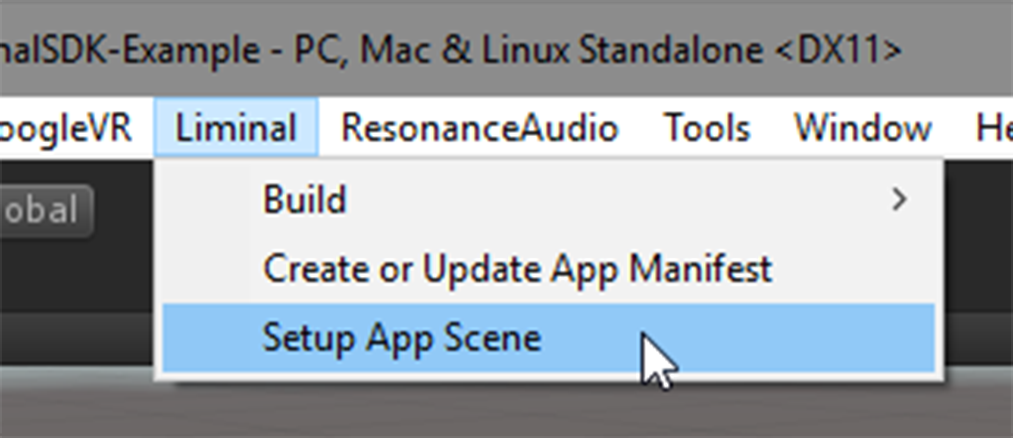 nalSDK-Example - PC, Mac & Linux Standalone <DX11>
oogleVR Liminal ResonanceAudio Tools Window He
obal
Build
Create or Update App Manifest
Setup App Scene